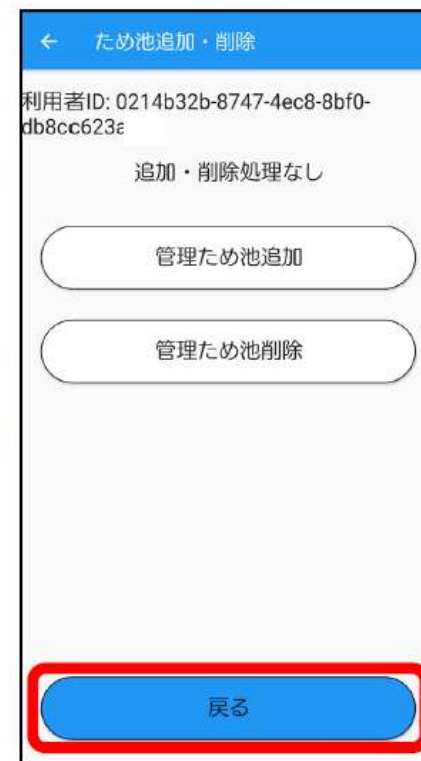 ため池追加・削除
利用者ID: 0214b32b-8747-4ec8-8bf0-
db8cc623a
追加・削除処理なし
管理ため池追加
管理ため池削除
戻る